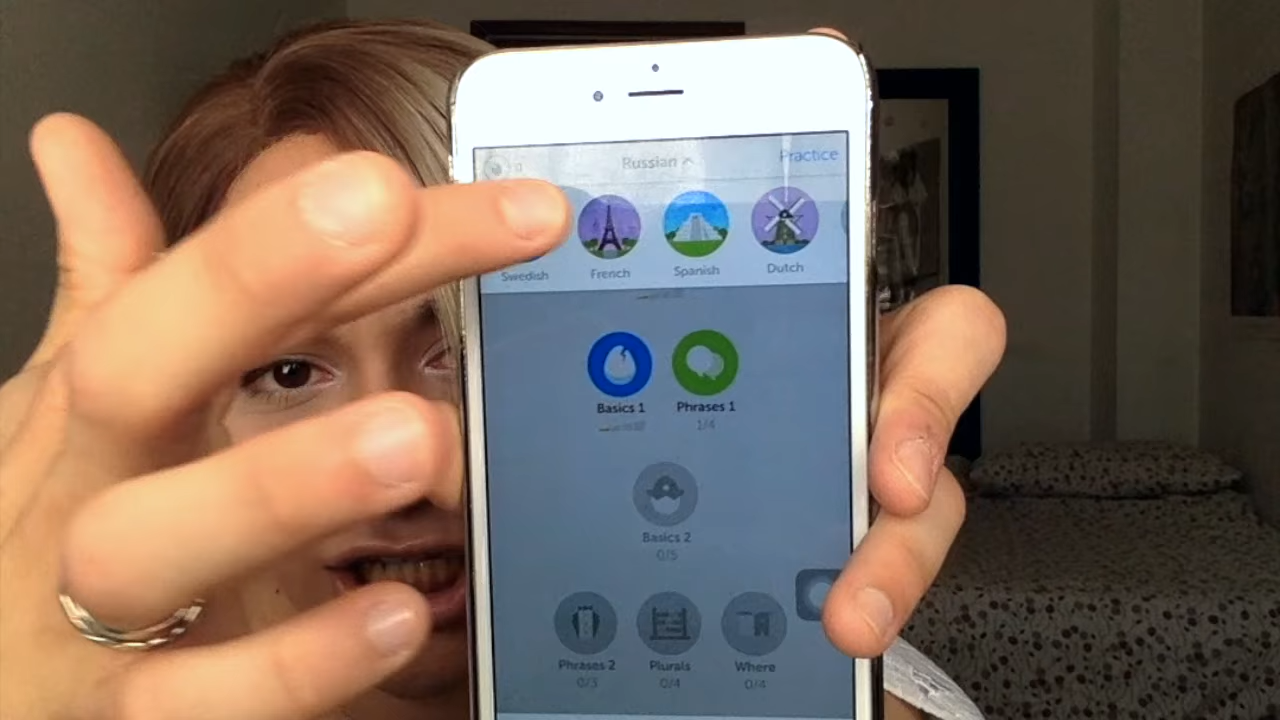 Russian Practice
Swedish French Spanish Dutch
Basics 1 Phrases 1
1/4
Basics 2
0/5
Phrases 2 Plurals Where
0/3 0/4 0/4